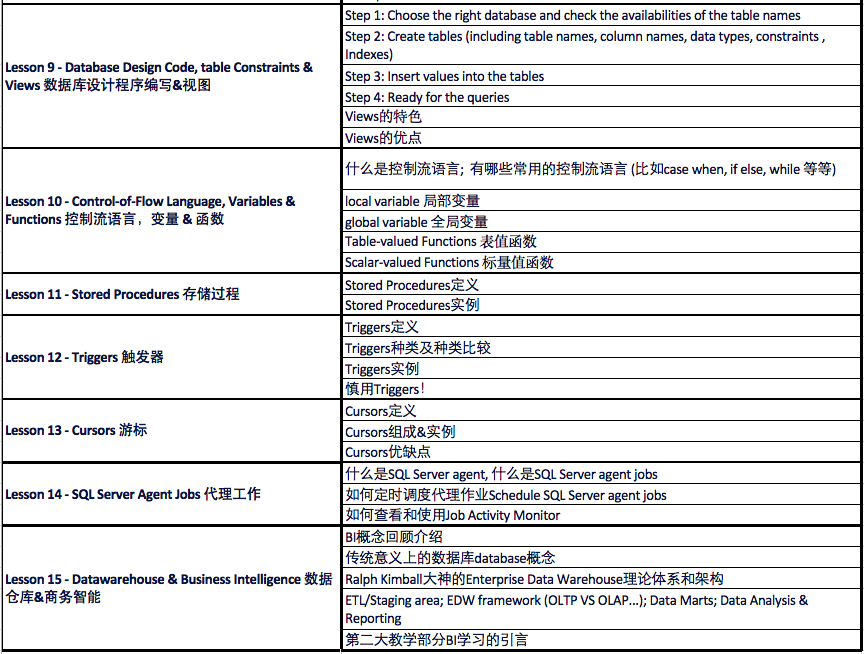 Lesson 9 - Database Design Code, table Constraints &
Views 数据库设计程序编写&视图
Step 1: Choose the right database and check the availabilities of the table names
Step 2: Create tables (including table names, column names, data types, constraints ,
Indexes)
Step 3: Insert values into the tables
Step 4: Ready for the queries
Views的特色
Views的优点
Lesson 10 - Control-of-Flow Language, Variables &
Functions 控制流语言，变量 & 函数
什么是控制流语言; 有哪些常用的控制流语言 (比如case when, if else, while 等等)
local variable 局部变量
global variable 全局变量
Table-valued Functions 表值函数
Scalar-valued Functions 标量值函数
Lesson 11 - Stored Procedures 存储过程
Stored Procedures定义
Stored Procedures实例
Lesson 12 - Triggers 触发器
Triggers定义
Triggers种类及种类比较
Triggers实例
慎用Triggers！
Lesson 13 - Cursors 游标
Cursors定义
Cursors组成&实例
Cursors优缺点
Lesson 14 - SQL Server Agent Jobs 代理工作
什么是SQL Server agent, 什么是SQL Server agent jobs
如何定时调度代理作业Schedule SQL Server agent jobs
如何查看和使用Job Activity Monitor
Lesson 15 - Datawarehouse & Business Intelligence 数据
仓库&商务智能
BI概念回顾介绍
传统意义上的数据库database概念
Ralph Kimball大神的Enterprise Data Warehouse理论体系和架构
ETL/Staging area; EDW framework (OLTP VS OLAP...); Data Marts; Data Analysis &
Reporting
第二大教学部分BI学习的引言